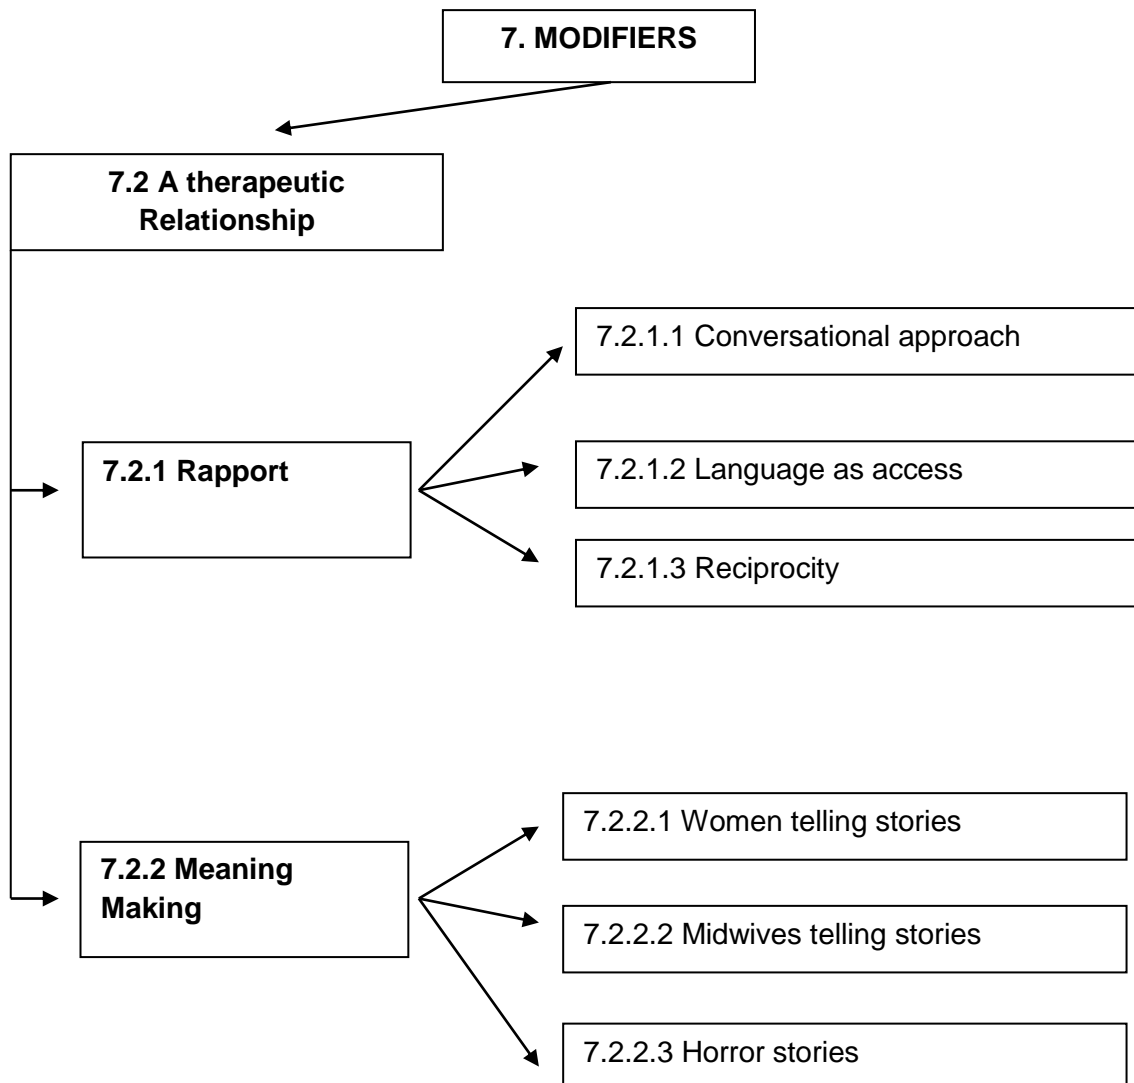 7. MODIFIERS
7.2 A therapeutic
Relationship
7.2.1.1 Conversational approach
7.2.1 Rapport
7.2.1.2 Language as access
7.2.1.3 Reciprocity
7.2.2.1 Women telling stories
7.2.2 Meaning
Making
7.2.2.2 Midwives telling stories
7.2.2.3 Horror stories